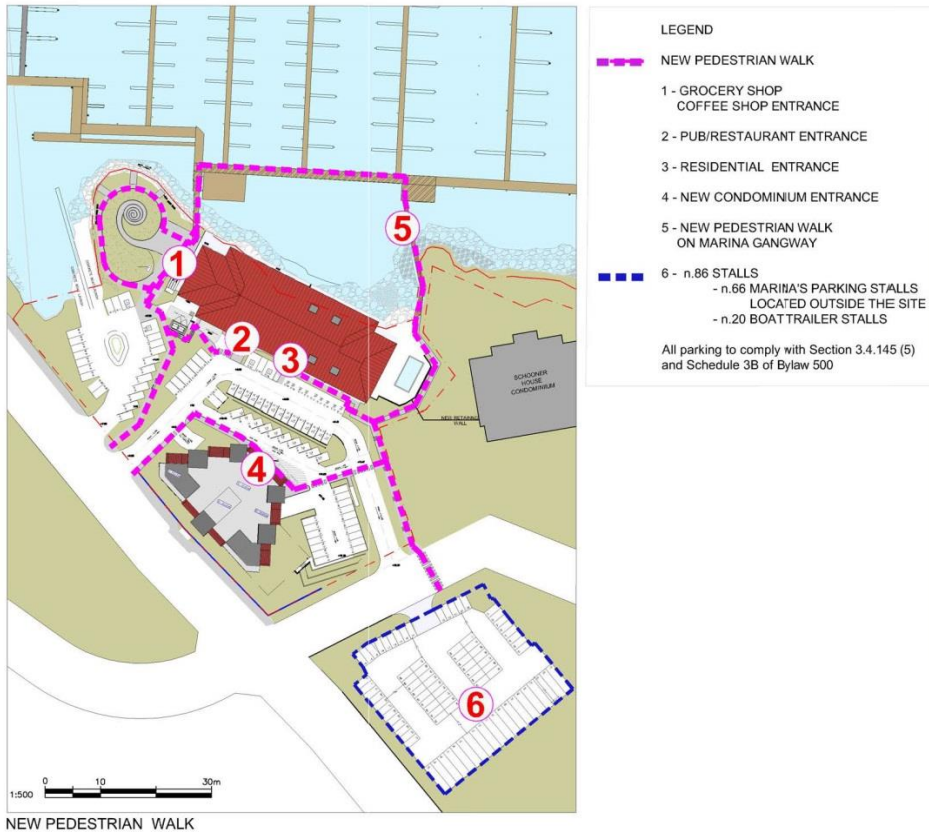 LEGEND
NEW PEDESTRIAN WALK
1 - GROCERY SHOP
COFFEE SHOP ENTRANCE
2 - PUB/RESTAURANT ENTRANCE
3 - RESIDENTIAL ENTRANCE
4 - NEW CONDOMINIUM ENTRANCE
5 - NEW PEDESTRIAN WALK
ON MARINA GANGWAY
6 - n.86 STALLS
- n.66 MARINA'S PARKING STALLS
LOCATED OUTSIDE THE SITE
- n.20 BOATTRAILER STALLS
All parking to comply with Section 3.4.145 (5)
and Schedule 3B of Bylaw 500
5
1
2
3
SCHOONER
HOUSE
CONDOMINIUM
WALL
4
6
0 10 30m
1:500
NEW PEDESTRIAN WALK